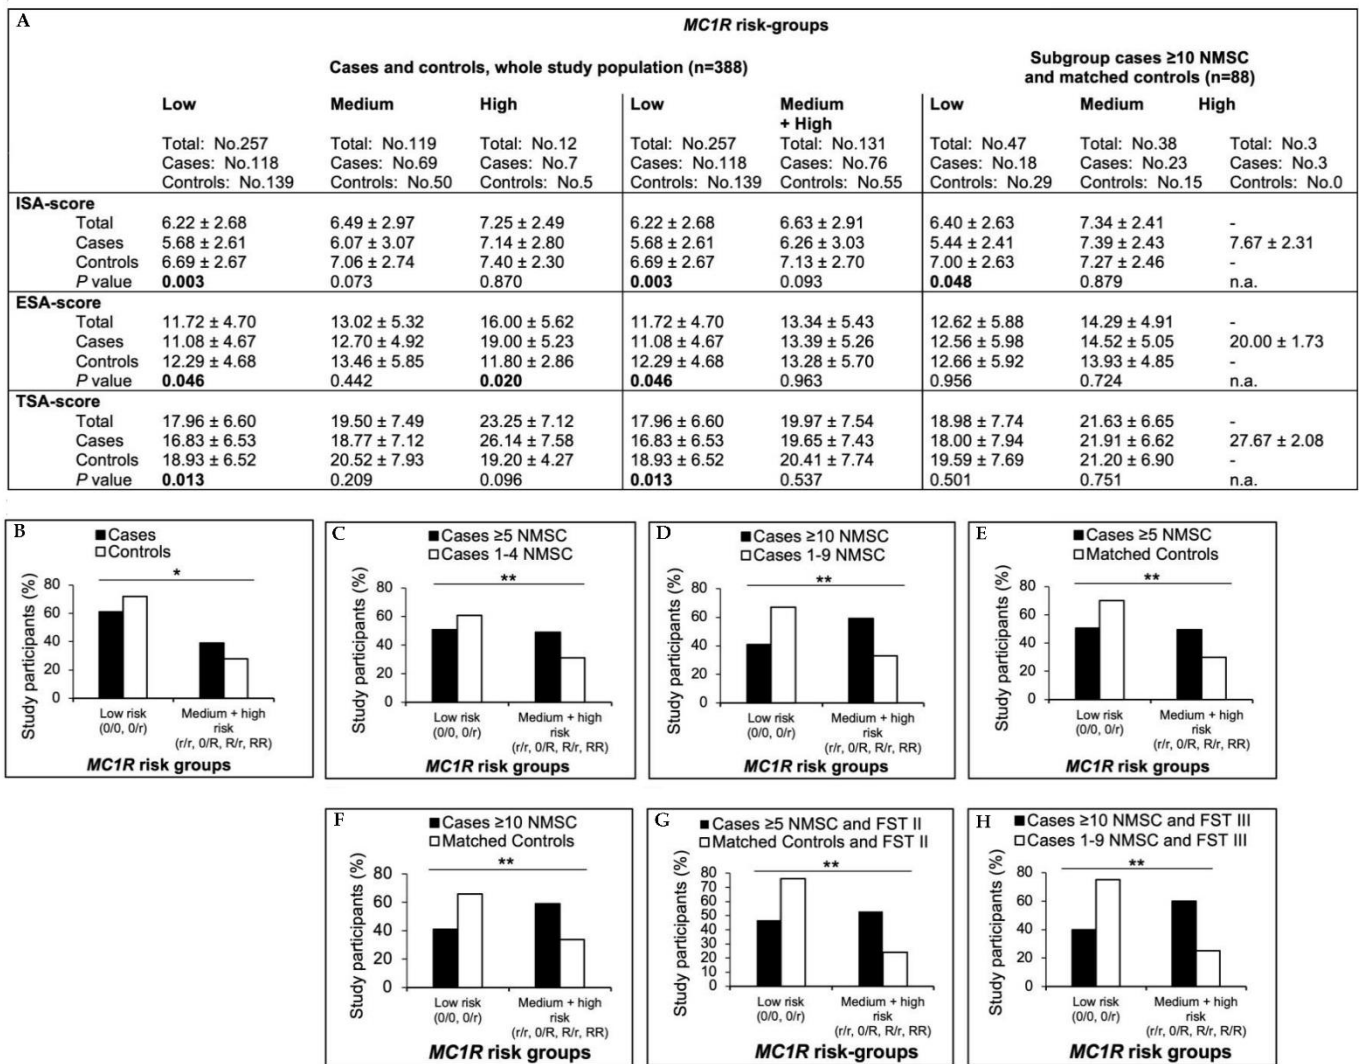 A
MC1R risk-groups
Cases and controls, whole study population (n=388)
Subgroup cases ≥10 NMSC
and matched controls (n=88)
Low Medium High Low Medium + High Low Medium High
Total: No.257 Total: No.119 Total: No.12 Total: No.257 Total: No.131 Total: No.47 Total: No.38 Total: No.3
Cases: No.118 Cases: No.69 Cases: No.7 Cases: No.118 Cases: No.76 Cases: No.18 Cases: No.23 Cases: No.3
Controls: No.139 Controls: No.50 Controls: No.5 Controls: No.139 Controls: No.55 Controls: No.29 Controls: No.15 Controls: No.0
ISA-score
Total 6.22 ± 2.68 6.49 ± 2.97 7.25 ± 2.49 6.22 ± 2.68 6.63 ± 2.91 6.40 ± 2.63 7.34 ± 2.41 -
Cases 5.68 ± 2.61 6.07 ± 3.07 7.14 ± 2.80 5.68 ± 2.61 6.26 ± 3.03 5.44 ± 2.41 7.39 ± 2.43 7.67 ± 2.31
Controls 6.69 ± 2.67 7.06 ± 2.74 7.40 ± 2.30 6.69 ± 2.67 7.13 ± 2.70 7.00 ± 2.63 7.27 ± 2.46 -
P value 0.003 0.073 0.870 0.003 0.093 0.048 0.879 n.a.
ESA-score
Total 11.72 ± 4.70 13.02 ± 5.32 16.00 ± 5.62 11.72 ± 4.70 13.34 ± 5.43 12.62 ± 5.88 14.29 ± 4.91 -
Cases 11.08 ± 4.67 12.70 ± 4.92 19.00 ± 5.23 11.08 ± 4.67 13.39 ± 5.26 12.56 ± 5.98 14.52 ± 5.05 20.00 ± 1.73
Controls 12.29 ± 4.68 13.46 ± 5.85 11.80 ± 2.86 12.29 ± 4.68 13.28 ± 5.70 12.66 ± 5.92 13.93 ± 4.85 -
P value 0.046 0.442 0.020 0.046 0.963 0.956 0.724 n.a.
TSA-score
Total 17.96 ± 6.60 19.50 ± 7.49 23.25 ± 7.12 17.96 ± 6.60 19.97 ± 7.54 18.98 ± 7.74 21.63 ± 6.65 -
Cases 16.83 ± 6.53 18.77 ± 7.12 26.14 ± 7.58 16.83 ± 6.53 19.65 ± 7.43 18.00 ± 7.94 21.91 ± 6.62 27.67 ± 2.08
Controls 18.93 ± 6.52 20.52 ± 7.93 19.20 ± 4.27 18.93 ± 6.52 20.41 ± 7.74 19.59 ± 7.69 21.20 ± 6.90 -
P value 0.013 0.209 0.096 0.013 0.537 0.501 0.751 n.a.
B
Cases
Controls
*
Study participants (%)
80
60
40
20
0
Low risk
(0/0, 0/r)
Medium + high
risk
(r/r, 0/R, R/r, RR)
MC1R risk groups
C
Cases ≥5 NMSC
Cases 1-4 NMSC
**
Study participants (%)
80
60
40
20
0
Low risk
(0/0, 0/r)
Medium + high
risk
(r/r, 0/R, R/r, RR)
MC1R risk groups
D
Cases ≥10 NMSC
Cases 1-9 NMSC
**
Study participants (%)
80
60
40
20
0
Low risk
(0/0, 0/r)
Medium + high
risk
(r/r, 0/R, R/r, RR)
MC1R risk groups
E
Cases ≥5 NMSC
Matched Controls
**
Study participants (%)
80
60
40
20
0
Low risk
(0/0, 0/r)
Medium + high
risk
(r/r, 0/R, R/r, RR)
MC1R risk groups
F
Cases ≥10 NMSC
Matched Controls
**
Study participants (%)
80
60
40
20
0
Low risk
(0/0, 0/r)
Medium + high
risk
(r/r, 0/R, R/r, RR)
MC1R risk groups
G
Cases ≥5 NMSC and FST II
Matched Controls and FST II
**
Study participants (%)
80
70
60
50
40
30
20
10
0
Low risk
(0/0, 0/r)
Medium + high
risk
(r/r, 0/R, R/r, RR)
MC1R risk-groups
H
Cases ≥10 NMSC and FST III
Cases 1-9 NMSC and FST III
**
Study participants (%)
80
60
40
20
0
Low risk
(0/0, 0/r)
Medium + high
risk
(r/r, 0/R, R/r, R/R)
MC1R risk groups